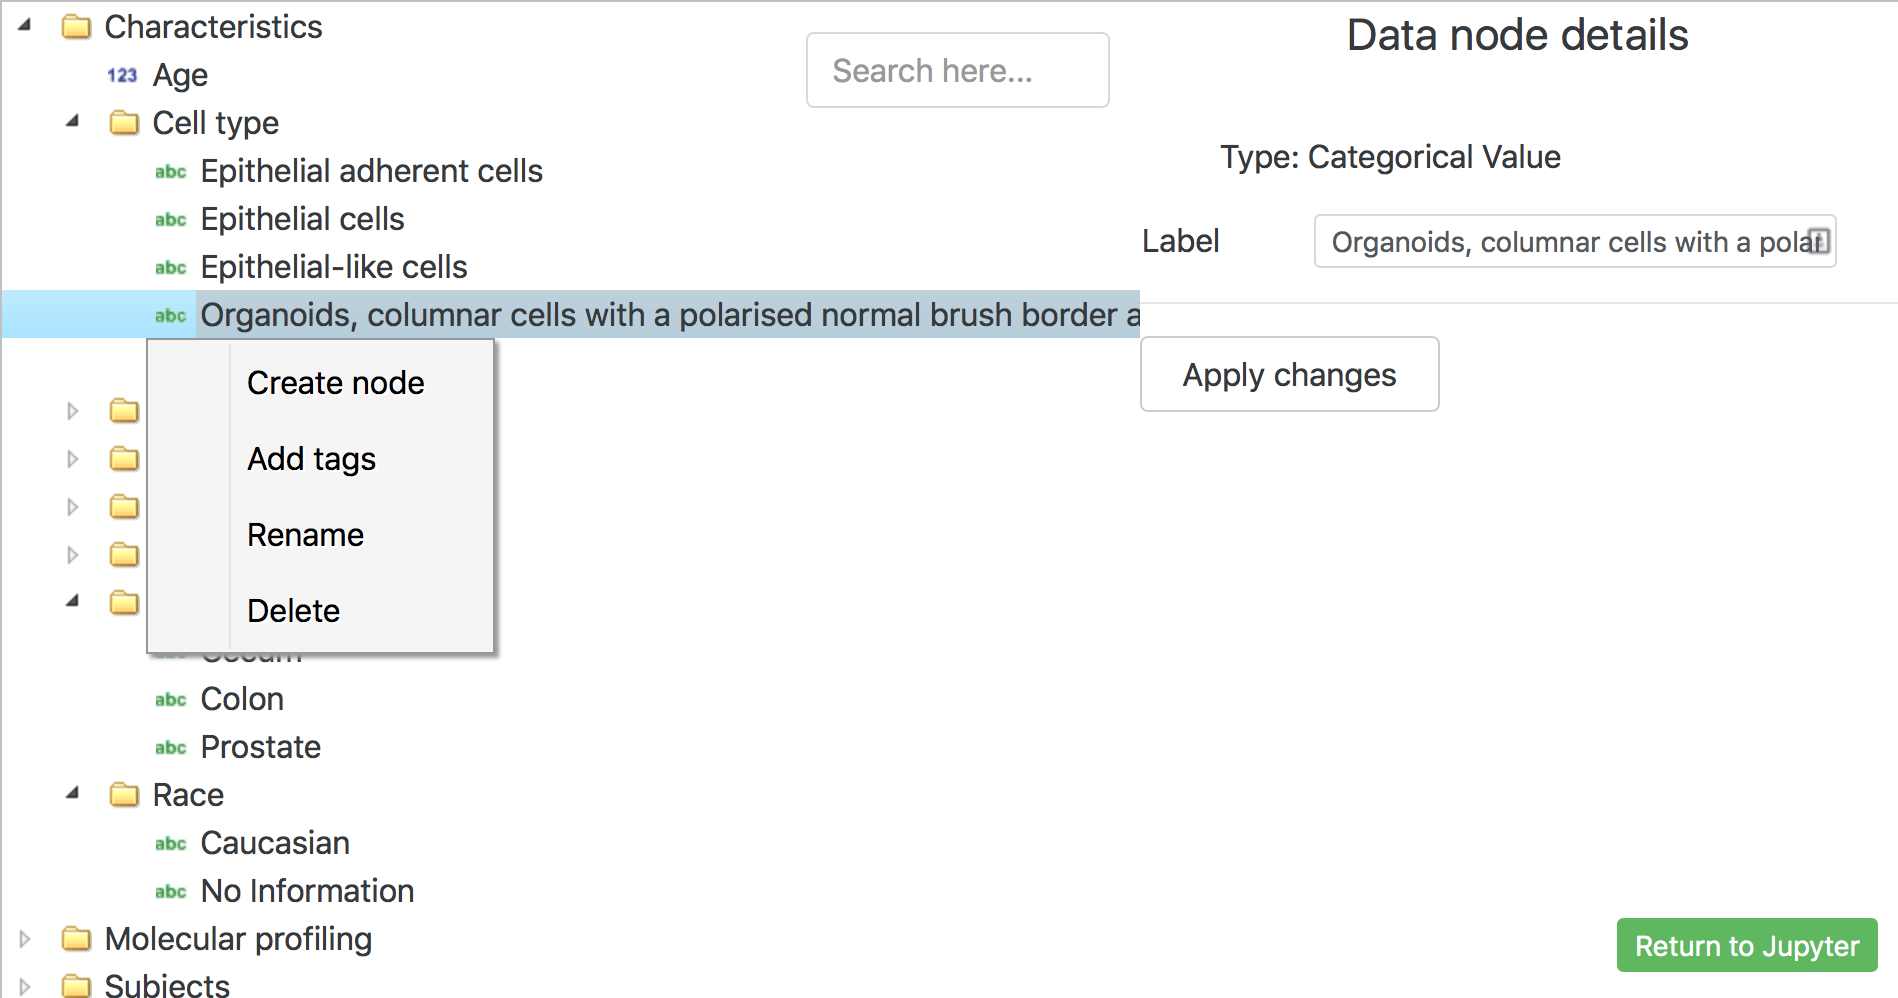 Characteristics
123 Age
Cell type
abc Epithelial adherent cells
abc Epithelial cells
abc Epithelial-like cells
abc Organoids, columnar cells with a polarised normal brush border a
Create node
Add tags
Rename
Delete
abc Colon
abc Prostate
Race
abc Caucasian
abc No Information
Molecular profiling
Subjects
Search here...
Data node details
Type: Categorical Value
Label
Organoids, columnar cells with a polar
Apply changes
Return to Jupyter